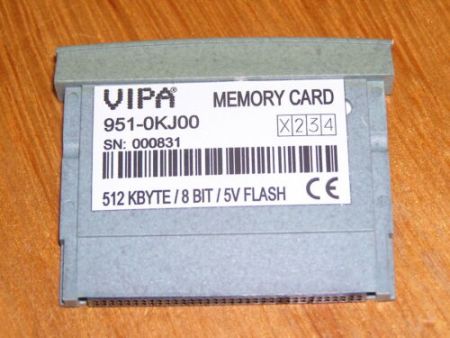 VIPA® MEMORY CARD
951-0KJ00 X234
SN: 000831
512 KBYTE / 8 BIT / 5V FLASH CE